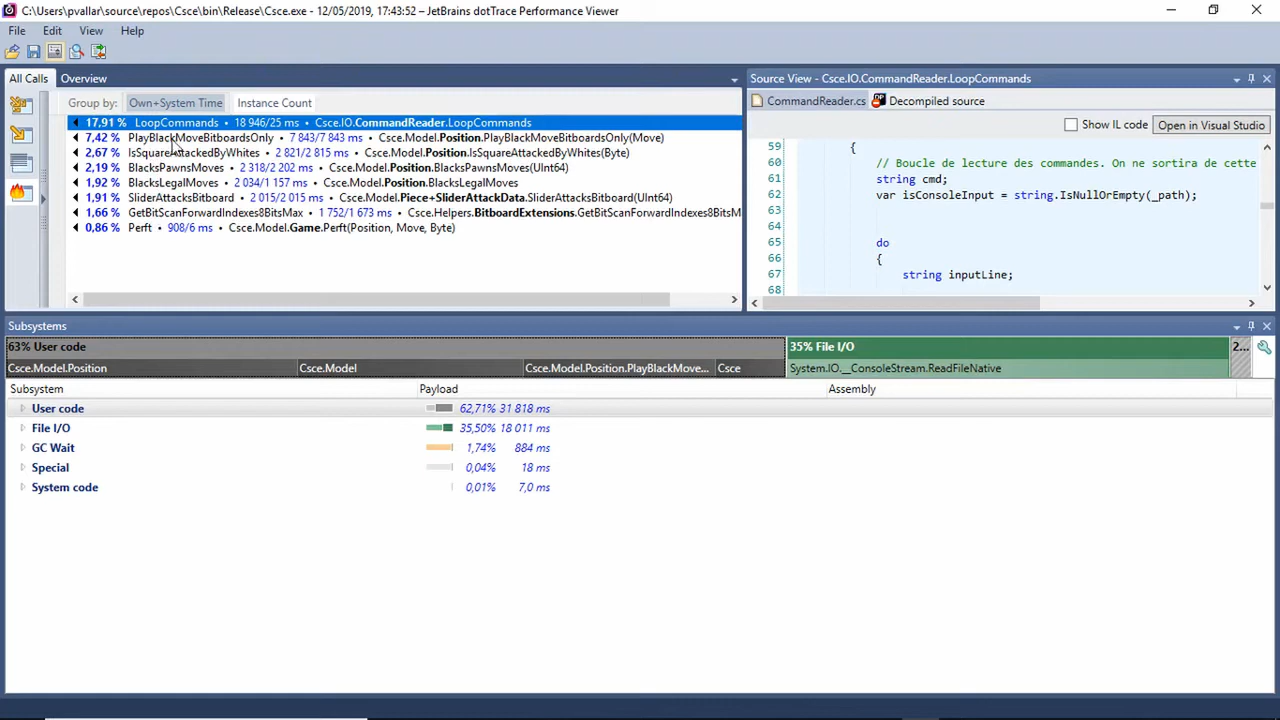 C:\Users\pvallar\source\repos\Csce\bin\Release\Csce.exe - 12/05/2019, 17:43:52 – JetBrains dotTrace Performance Viewer
File Edit View Help
All Calls Overview
Group by: Own+System Time Instance Count
17,91 % LoopCommands • 18 946/25 ms • Csce.IO.CommandReader.LoopCommands
7,42 % PlayBlackMoveBitboardsOnly • 7 843/7 843 ms • Csce.Model.Position.PlayBlackMoveBitboardsOnly(Move)
2,67 % IsSquareAttackedByWhites • 2 821/2 815 ms • Csce.Model.Position.IsSquareAttackedByWhites(Byte)
2,19 % BlacksPawnsMoves • 2 318/2 202 ms • Csce.Model.Position.BlacksPawnsMoves(UInt64)
1,92 % BlacksLegalMoves • 2 034/1 157 ms • Csce.Model.Position.BlacksLegalMoves
1,91 % SliderAttacksBitboard • 2 015/2 015 ms • Csce.Model.Piece+SliderAttackData.SliderAttacksBitboard(UInt64)
1,66 % GetBitScanForwardIndexes8BitsMax • 1 752/1 673 ms • Csce.Helpers.BitboardExtensions.GetBitScanForwardIndexes8BitsM
0,86 % Perft • 908/6 ms • Csce.Model.Game.Perft(Position, Move, Byte)
Source View - Csce.IO.CommandReader.LoopCommands
CommandReader.cs Decompiled source
Show IL code Open in Visual Studio
59 {
60 // Boucle de lecture des commandes. On ne sortira de cette
61 string cmd;
62 var isConsoleInput = string.IsNullOrEmpty(_path);
63
64
65 do
66 {
67 string inputLine;
68
Subsystems
63% User code 35% File I/O 2...
Csce.Model.Position Csce.Model Csce.Model.Position.PlayBlackMove... Csce System.IO.__ConsoleStream.ReadFileNative
Subsystem Payload Assembly
User code 62,71% 31 818 ms
File I/O 35,50% 18 011 ms
GC Wait 1,74% 884 ms
Special 0,04% 18 ms
System code 0,01% 7,0 ms